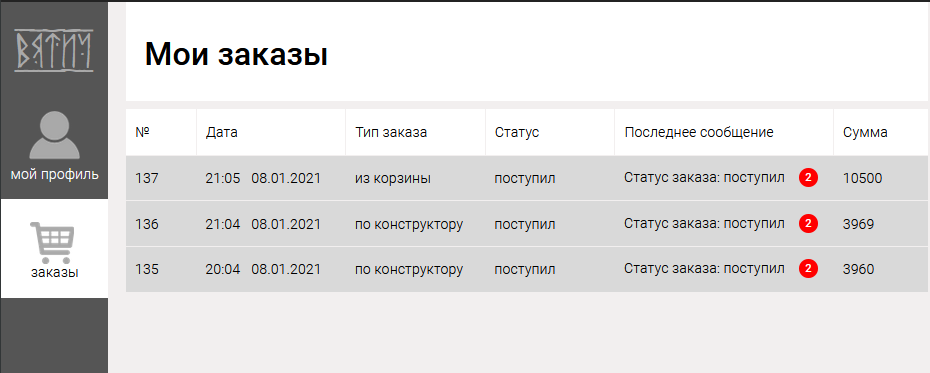 ВЯТИЧ
Мои заказы
мой профиль
заказы
№ Дата Тип заказа Статус Последнее сообщение Сумма
137 21:05 08.01.2021 из корзины поступил Статус заказа: поступил 2 10500
136 21:04 08.01.2021 по конструктору поступил Статус заказа: поступил 2 3969
135 20:04 08.01.2021 по конструктору поступил Статус заказа: поступил 2 3960